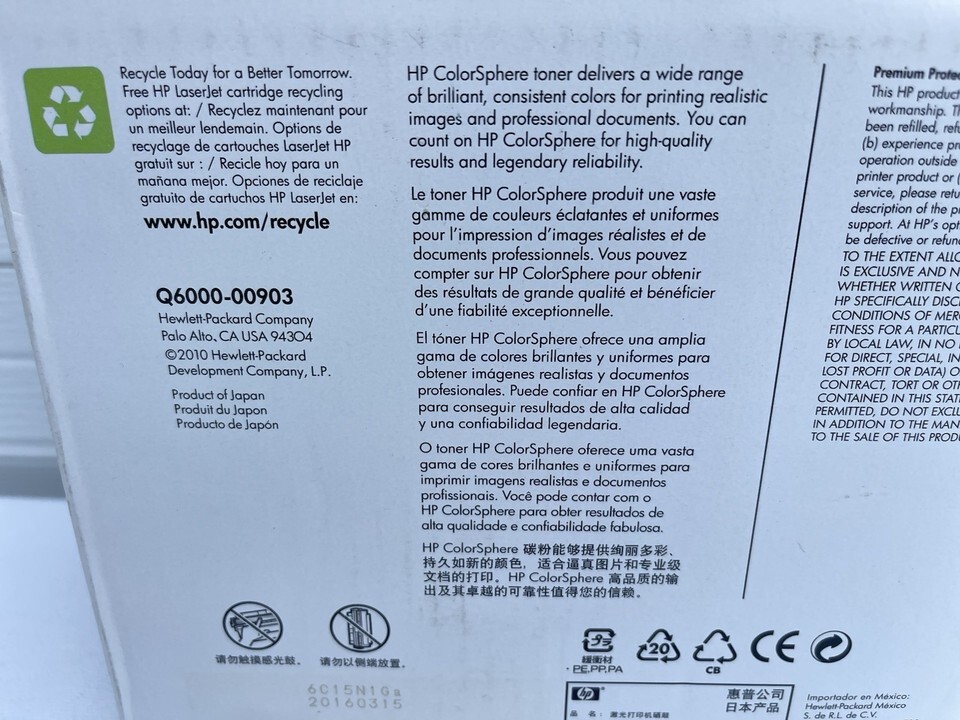 Recycle Today for a Better Tomorrow.
Free HP LaserJet cartridge recycling
options at: / Recyclez maintenant pour
un meilleur lendemain. Options de
recyclage de cartouches LaserJet HP
gratuit sur : / Recicle hoy para un
mañana mejor. Opciones de reciclaje
gratuito de cartuchos HP LaserJet en:
www.hp.com/recycle
Q6000-00903
Hewlett-Packard Company
Palo Alto, CA USA 94304
©2010 Hewlett-Packard
Development Company, L.P.
Product of Japan
Produit du Japon
Producto de Japón
请勿触摸感光鼓.
请勿以侧端放置.
6C15N1Ga
20160315
HP ColorSphere toner delivers a wide range
of brilliant, consistent colors for printing realistic
images and professional documents. You can
count on HP ColorSphere for high-quality
results and legendary reliability.
Le toner HP ColorSphere produit une vaste
gamme de couleurs éclatantes et uniformes
pour l'impression d'images réalistes et de
documents professionnels. Vous pouvez
compter sur HP ColorSphere pour obtenir
des résultats de grande qualité et bénéficier
d'une fiabilité exceptionnelle.
El tóner HP ColorSphere ofrece una amplia
gama de colores brillantes y uniformes para
obtener imágenes realistas y documentos
profesionales. Puede confiar en HP ColorSphere
para conseguir resultados de alta calidad
y una confiabilidad legendaria.
O toner HP ColorSphere oferece uma vasta
gama de cores brilhantes e uniformes para
imprimir imagens realistas e documentos
profissionais. Você pode contar com o
HP ColorSphere para obter resultados de
alta qualidade e confiabilidade fabulosa.
HP ColorSphere 碳粉能够提供绚丽多彩、
持久如新的颜色，适合逼真图片和专业级
文档的打印。HP ColorSphere 高品质的输
出及其卓越的可靠性值得您的信赖。
緩衝材
PE,PP,PA
20
CB
CE
hp
惠普公司
日本产品
品 名: 激光打印机硒鼓
Importador en México:
Hewlett-Packard México
S. de R.L. de C.V.
Premium Prote
This HP product
workmanship. T
been refilled, ref
(b) experience pr
operation outside
printer product or (
service, please retu
description of the p
support. At HP's opt
be defective or refun
TO THE EXTENT ALLO
IS EXCLUSIVE AND N
WHETHER WRITTEN O
HP SPECIFICALLY DISC
CONDITIONS OF MER
FITNESS FOR A PARTICU
BY LOCAL LAW, IN NO
FOR DIRECT, SPECIAL, IN
LOST PROFIT OR DATA) O
CONTRACT, TORT OR OT
CONTAINED IN THIS STAT
PERMITTED, DO NOT EXCLU
IN ADDITION TO THE MAN
TO THE SALE OF THIS PROD